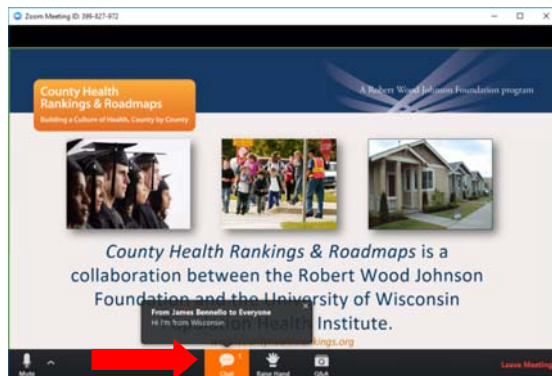 Zoom Meeting ID: 399-827-972
County Health
Rankings & Roadmaps
Building a Culture of Health, County by County
A Robert Wood Johnson Foundation program
County Health Rankings & Roadmaps is a
collaboration between the Robert Wood Johnson
Foundation and the University of Wisconsin
From James Bennello to Everyone
Hi I'm from Wisconsin
Health Institute.
Mute
Chat
1
Raise Hand
Q&A
Leave Meeting